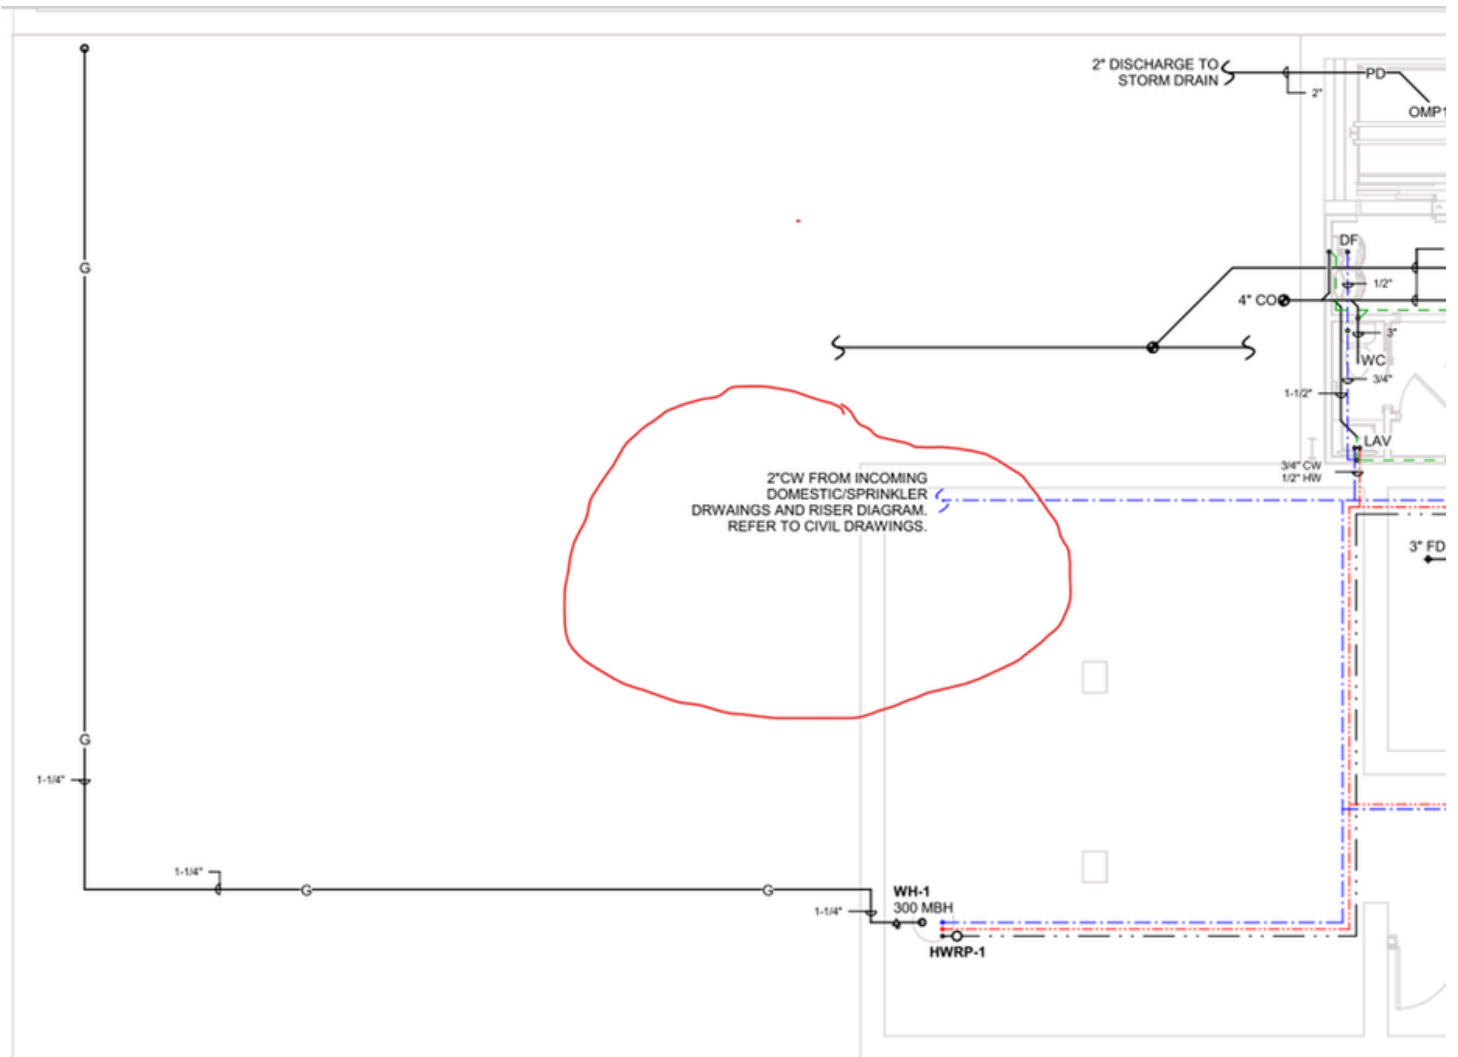 2" DISCHARGE TO
STORM DRAIN
PD
2"
OMP1
G
DF
1/2"
4" CO
3"
WC
3/4"
1-1/2"
LAV
3/4" CW
1/2" HW
2"CW FROM INCOMING
DOMESTIC/SPRINKLER
DRWAINGS AND RISER DIAGRAM.
REFER TO CIVIL DRAWINGS.
3" FD
G
1-1/4"
1-1/4"
G
G
1-1/4"
WH-1
300 MBH
HWRP-1